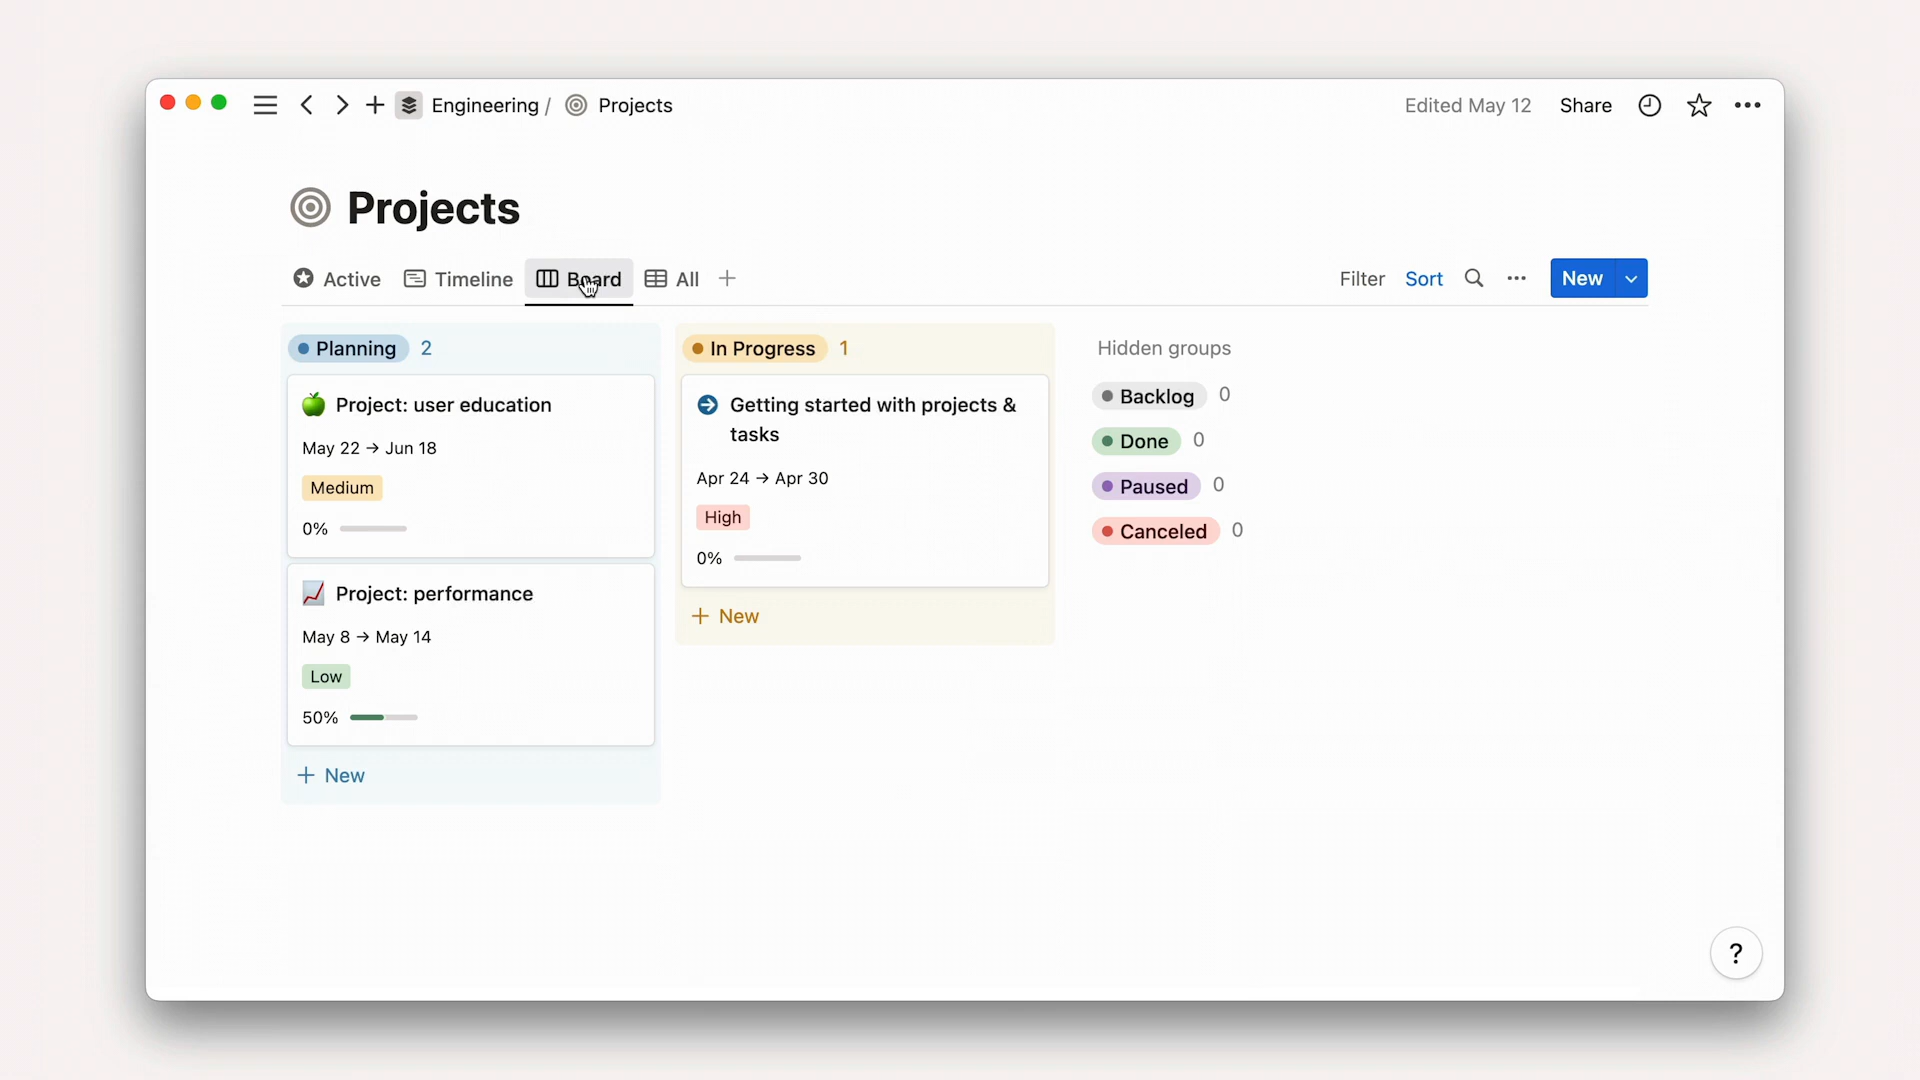 Engineering / Projects
Edited May 12 Share
Projects
Active Timeline Board All
Filter Sort New
Planning 2
Project: user education
May 22 → Jun 18
Medium
0%
Project: performance
May 8 → May 14
Low
50%
+ New
In Progress 1
Getting started with projects &
tasks
Apr 24 → Apr 30
High
0%
+ New
Hidden groups
Backlog 0
Done 0
Paused 0
Canceled 0
?